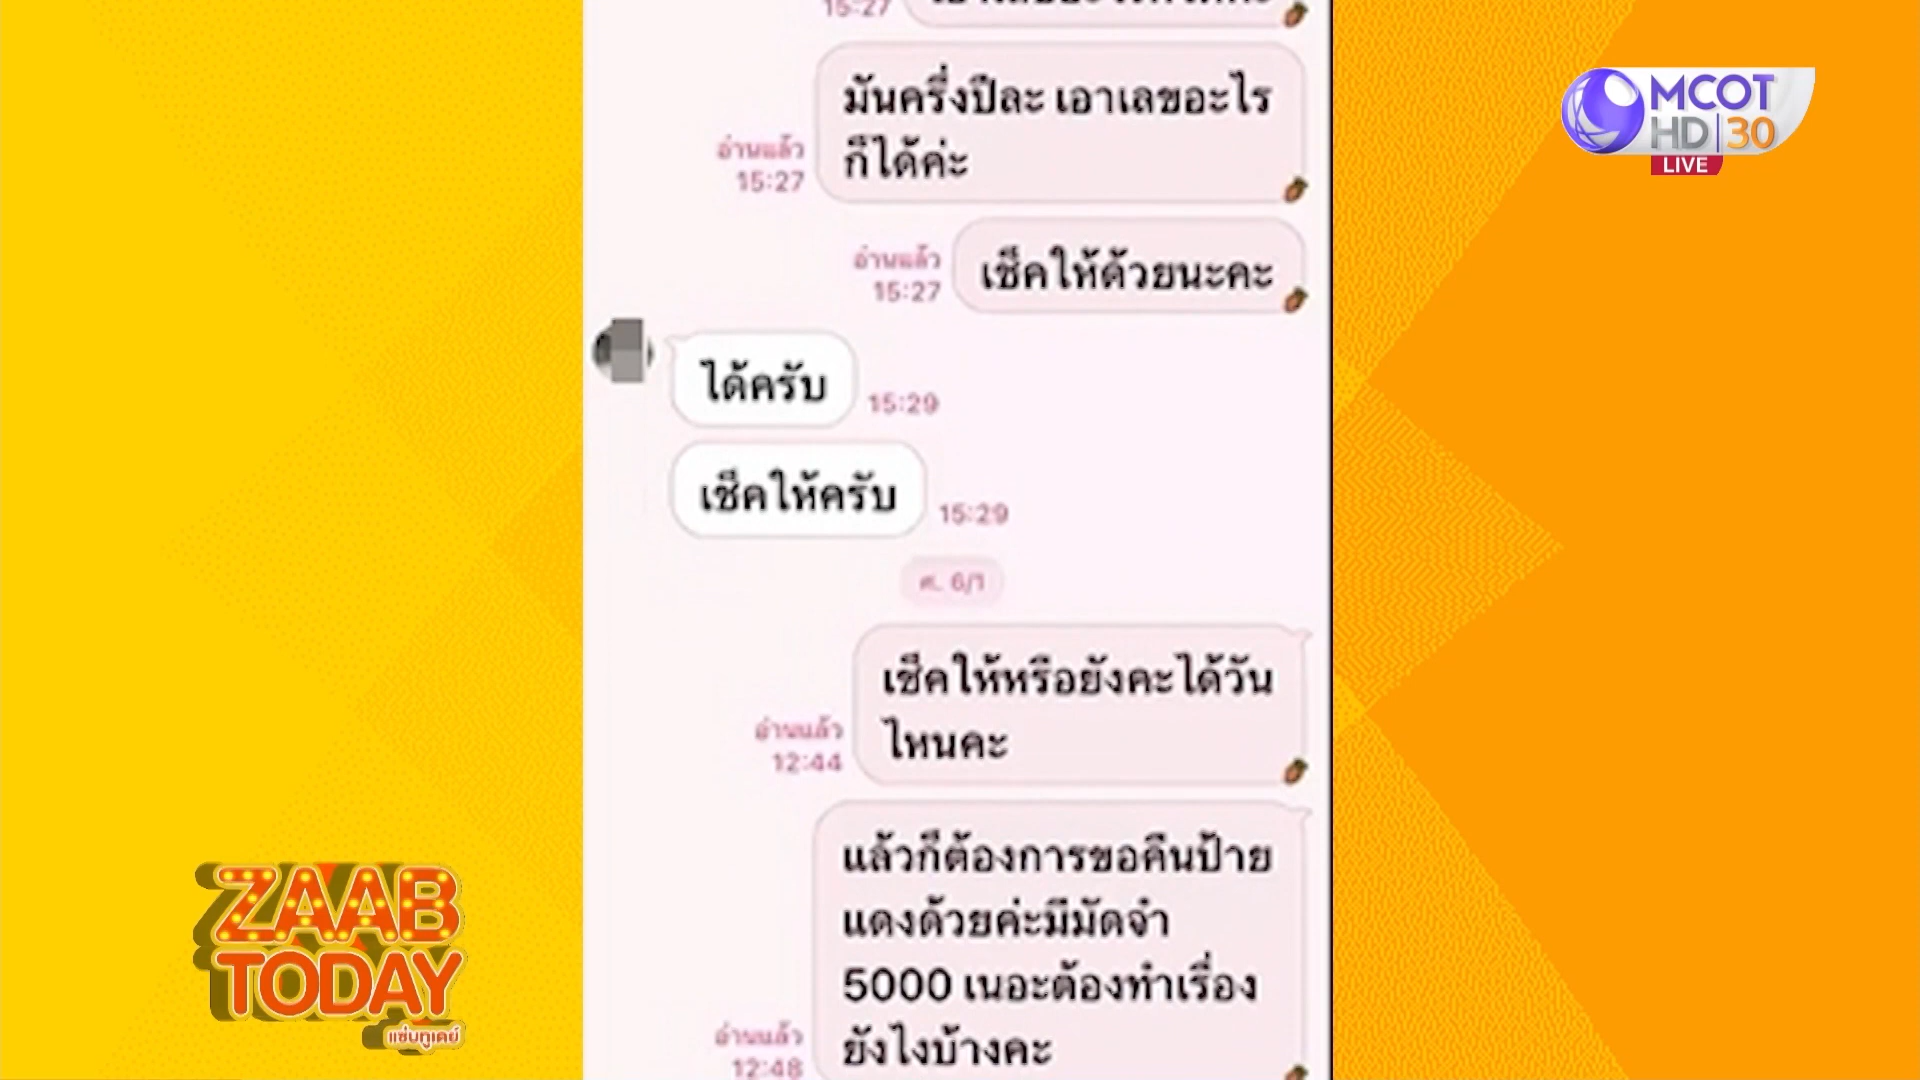 15:27
มันครึ่งปีละ เอาเลขอะไร
ก็ได้ค่ะ
อ่านแล้ว
15:27
เช็คให้ด้วยนะคะ
อ่านแล้ว
15:27
ได้ครับ
15:29
เช็คให้ครับ
15:29
ศ. 6/1
เช็คให้หรือยังคะได้วัน
ไหนคะ
อ่านแล้ว
12:44
แล้วก็ต้องการขอคืนป้าย
แดงด้วยค่ะมีมัดจำ
5000 เนอะต้องทำเรื่อง
ยังไงบ้างคะ
อ่านแล้ว
12:48
MCOT
HD 30
LIVE
ZAAB
TODAY
แซ่บทูเดย์